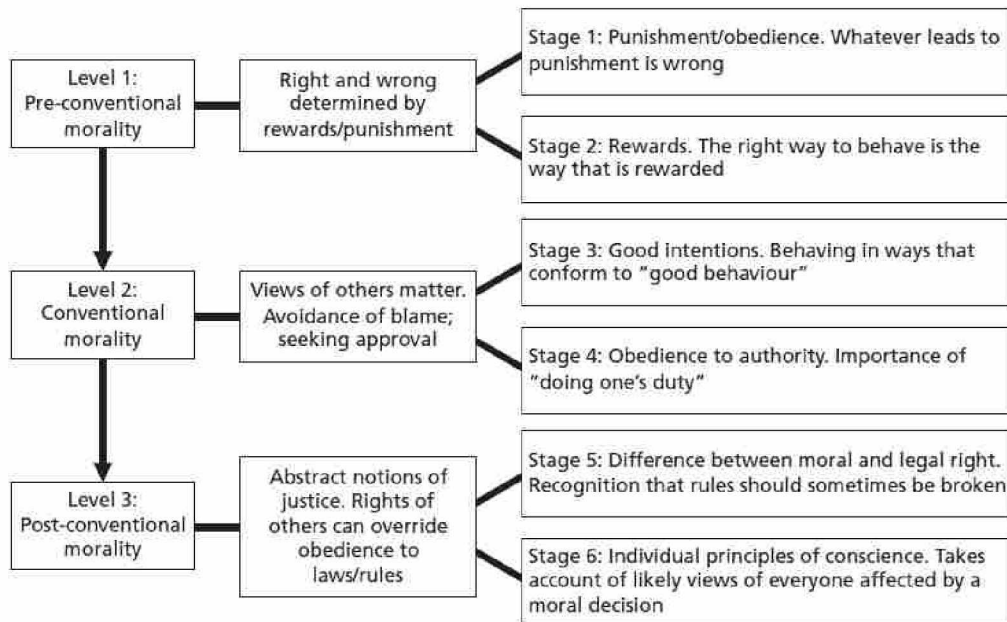 Level 1:
Pre-conventional
morality
Right and wrong
determined by
rewards/punishment
Stage 1: Punishment/obedience. Whatever leads to
punishment is wrong
Stage 2: Rewards. The right way to behave is the
way that is rewarded
Level 2:
Conventional
morality
Views of others matter.
Avoidance of blame;
seeking approval
Stage 3: Good intentions. Behaving in ways that
conform to “good behaviour”
Stage 4: Obedience to authority. Importance of
“doing one’s duty”
Level 3:
Post-conventional
morality
Abstract notions of
justice. Rights of
others can override
obedience to
laws/rules
Stage 5: Difference between moral and legal right.
Recognition that rules should sometimes be broken
Stage 6: Individual principles of conscience. Takes
account of likely views of everyone affected by a
moral decision